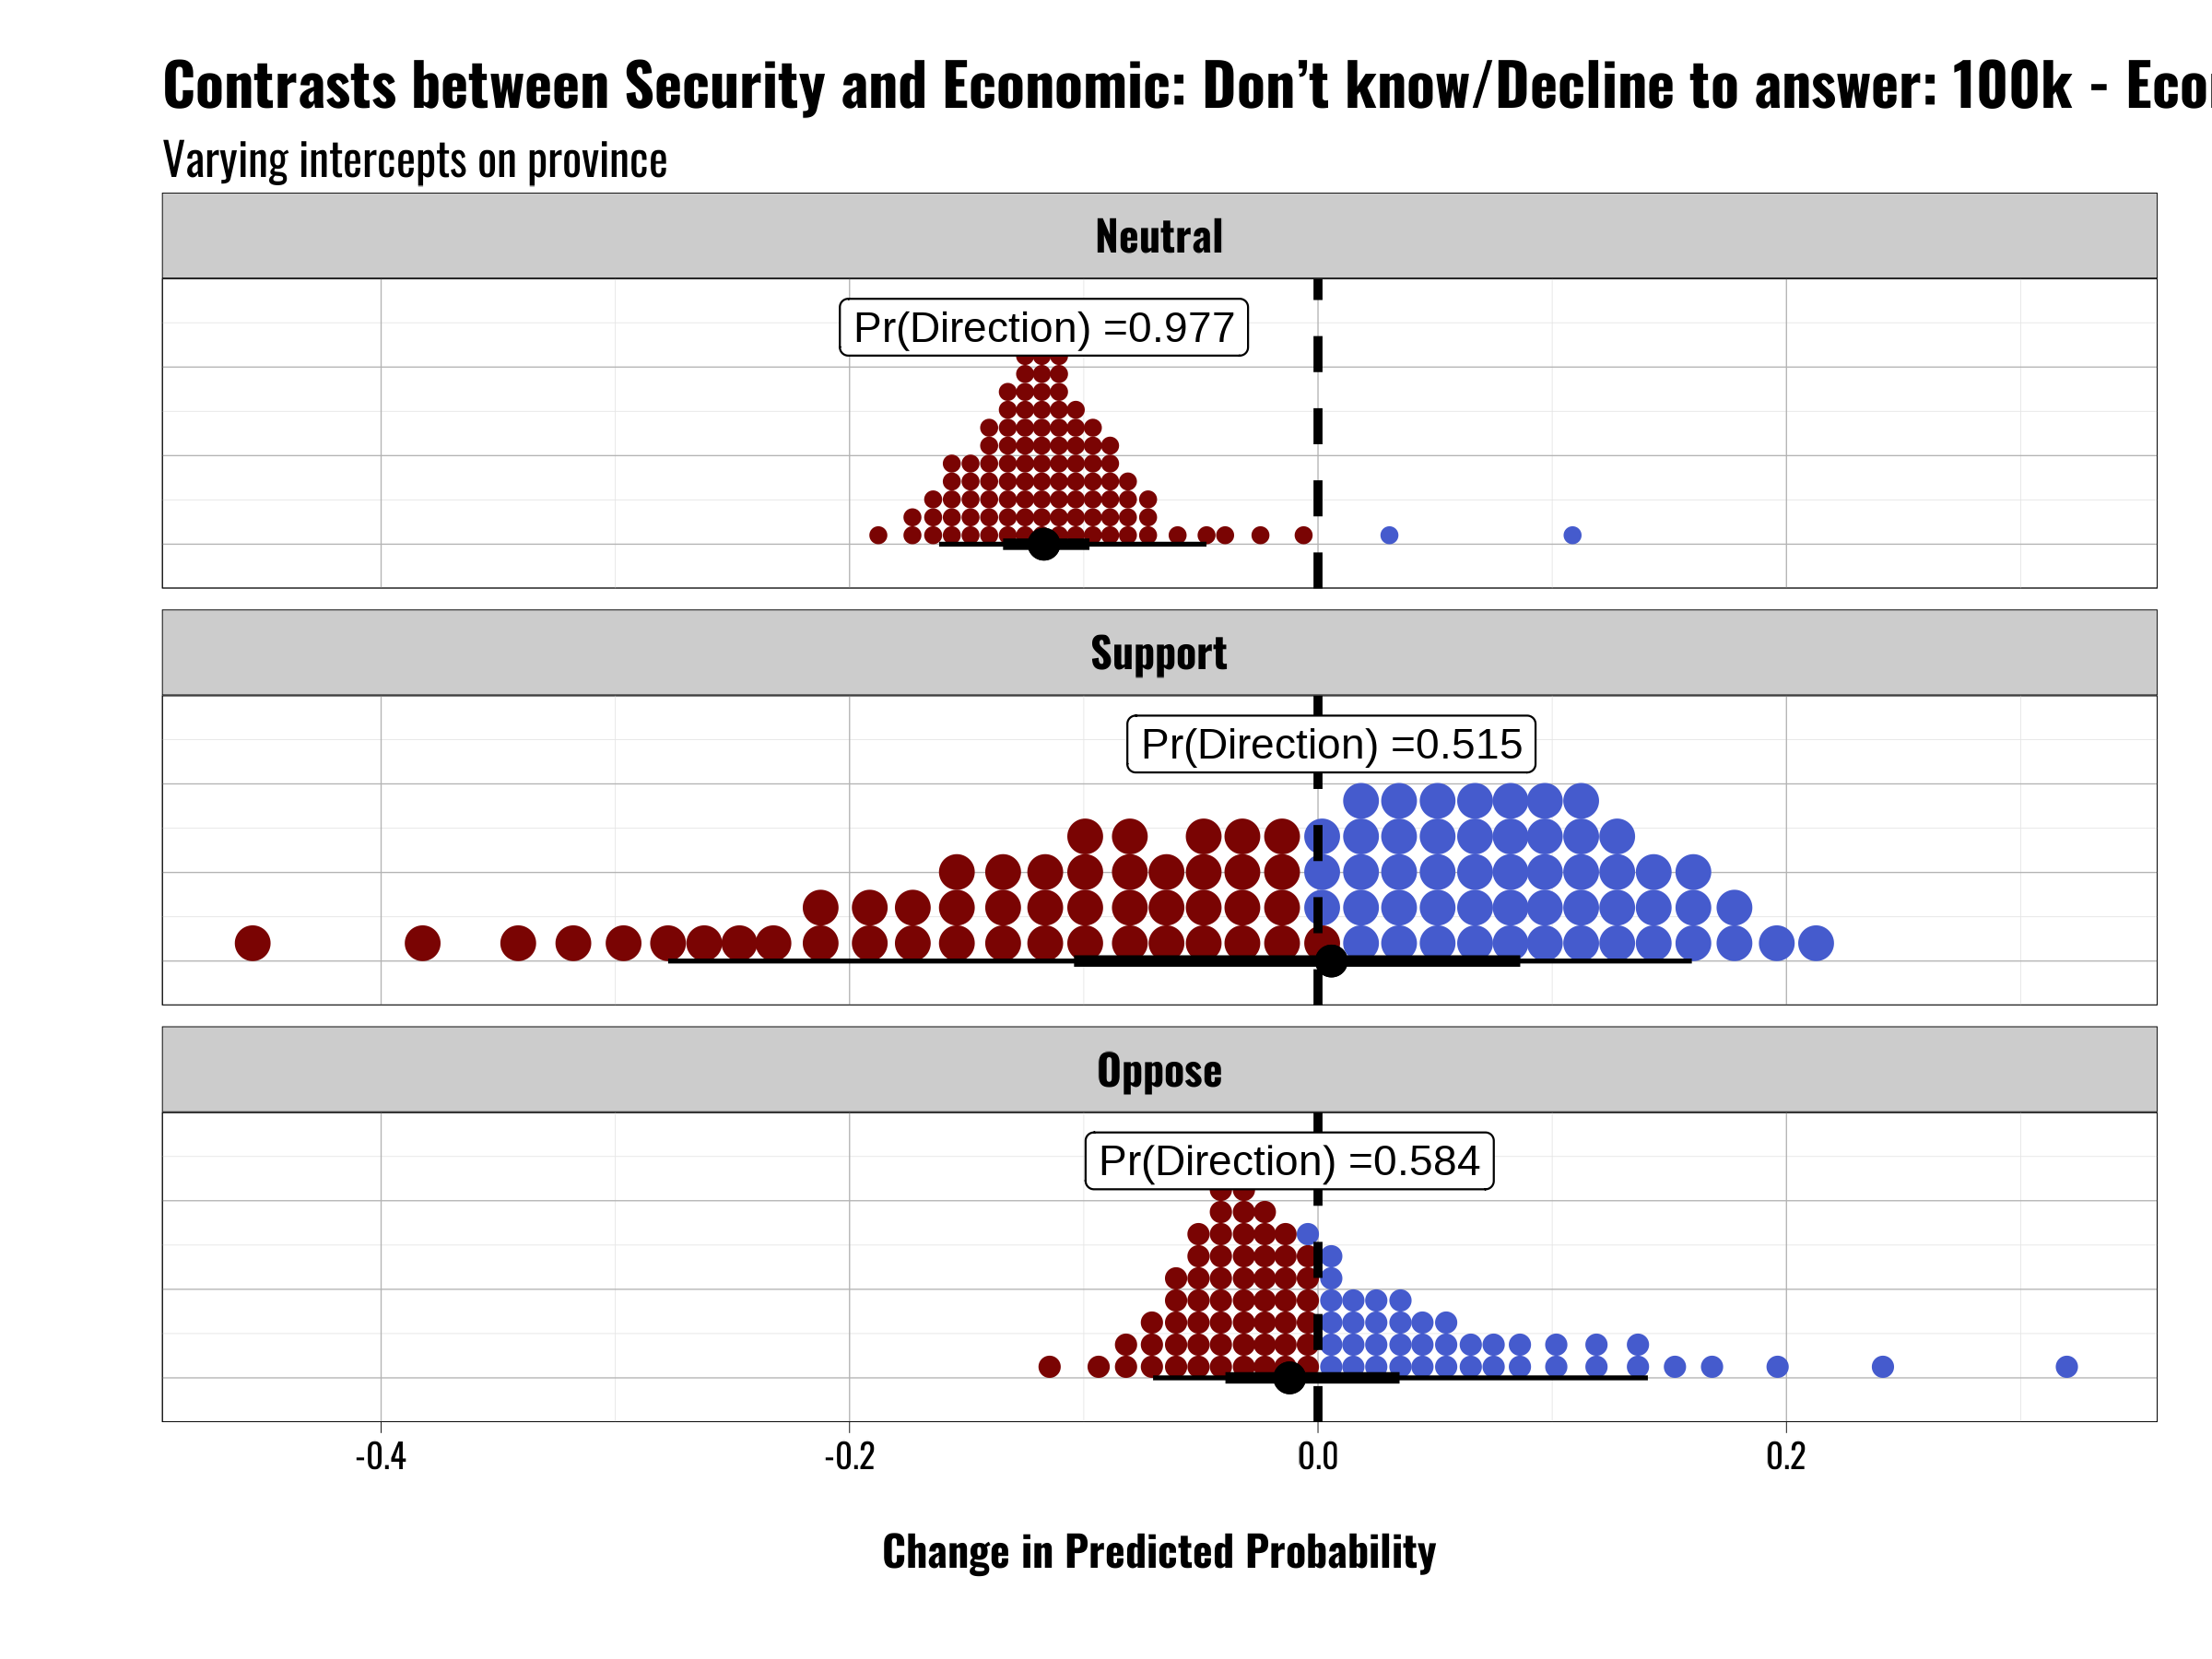 Contrasts between Security and Economic: Don’t know/Decline to answer: 100k -
Varying intercepts on province
Neutral
Pr(Direction) =0.977
Support
Pr(Direction) =0.515
Oppose
Pr(Direction) =0.584
-0.4 -0.2 0.0 0.2
Change in Predicted Probability